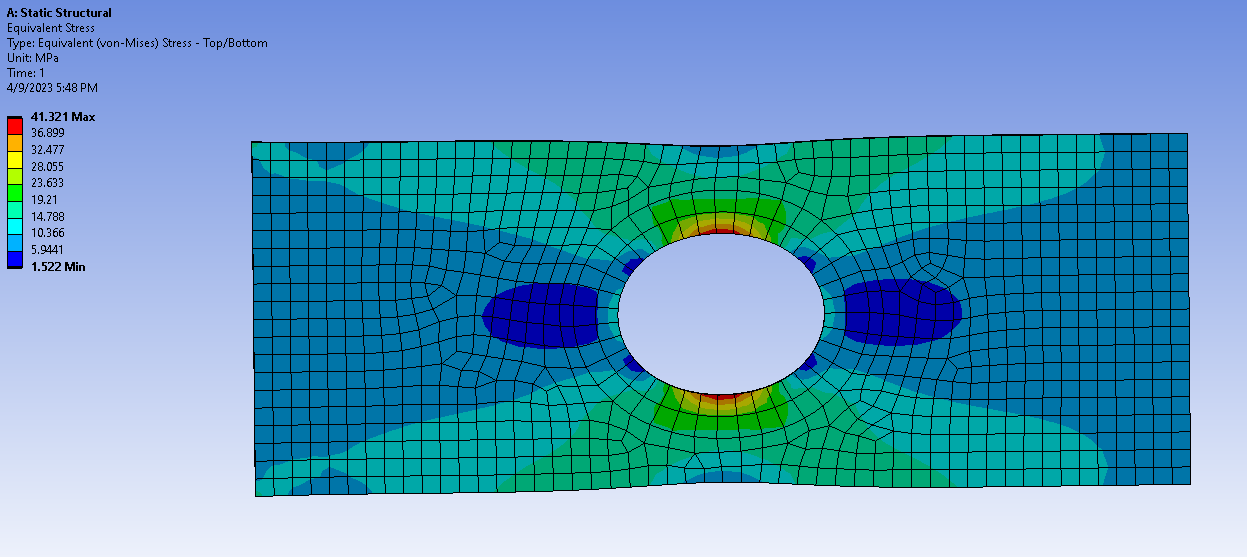 A: Static Structural
Equivalent Stress
Type: Equivalent (von-Mises) Stress - Top/Bottom
Unit: MPa
Time: 1
4/9/2023 5:48 PM
41.321 Max
36.899
32.477
28.055
23.633
19.21
14.788
10.366
5.9441
1.522 Min